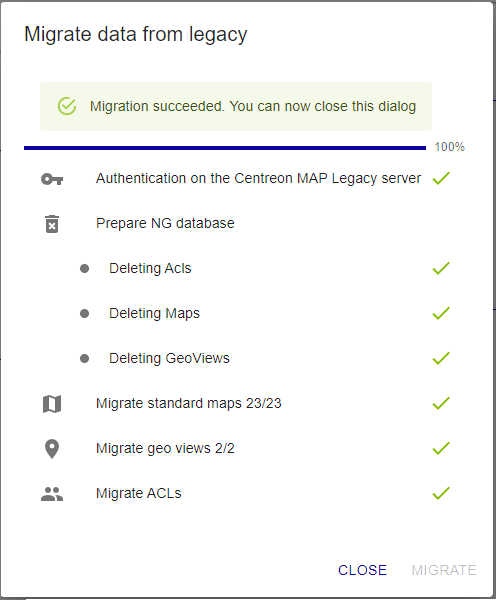 Migrate data from legacy
Migration succeeded. You can now close this dialog
100%
Authentication on the Centreon MAP Legacy server
Prepare NG database
Deleting Acls
Deleting Maps
Deleting GeoViews
Migrate standard maps 23/23
Migrate geo views 2/2
Migrate ACLs
CLOSE MIGRATE